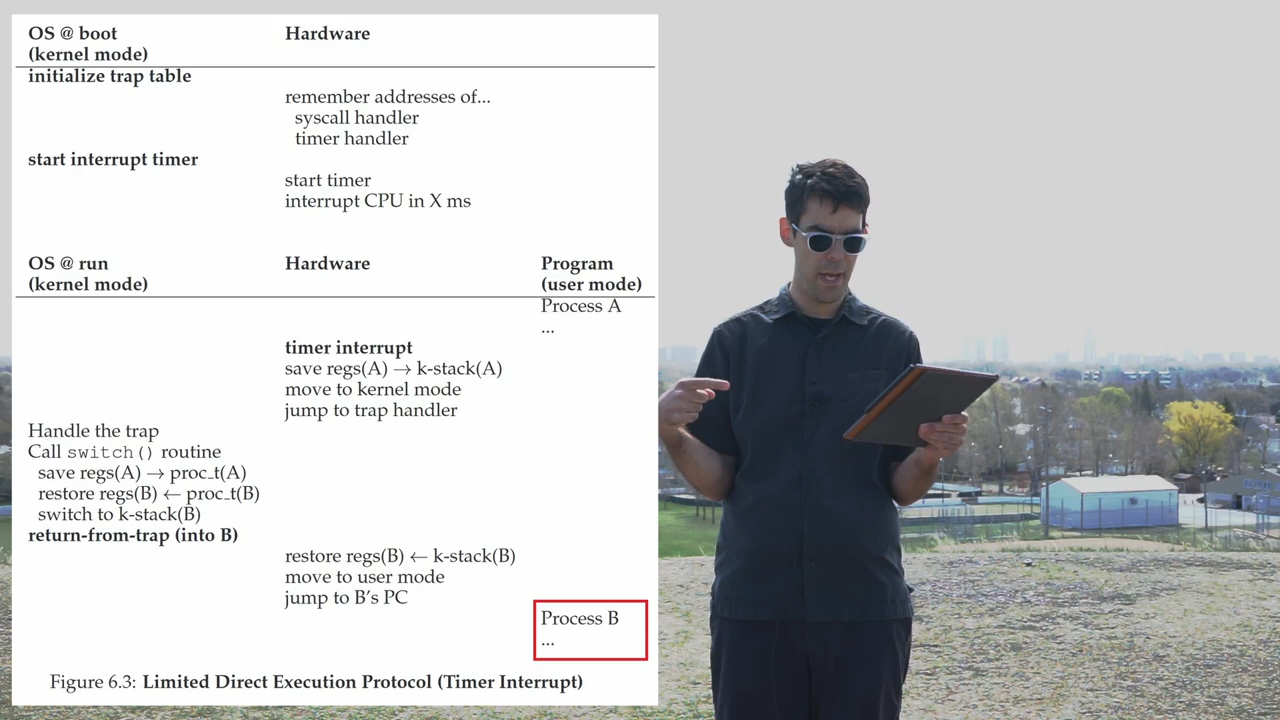 OS @ boot Hardware
(kernel mode)
initialize trap table
remember addresses of...
syscall handler
timer handler
start interrupt timer
start timer
interrupt CPU in X ms
OS @ run Hardware Program
(kernel mode) (user mode)
Process A
...
timer interrupt
save regs(A) → k-stack(A)
move to kernel mode
jump to trap handler
Handle the trap
Call switch() routine
save regs(A) → proc_t(A)
restore regs(B) ← proc_t(B)
switch to k-stack(B)
return-from-trap (into B)
restore regs(B) ← k-stack(B)
move to user mode
jump to B's PC
Process B
...
Figure 6.3: Limited Direct Execution Protocol (Timer Interrupt)